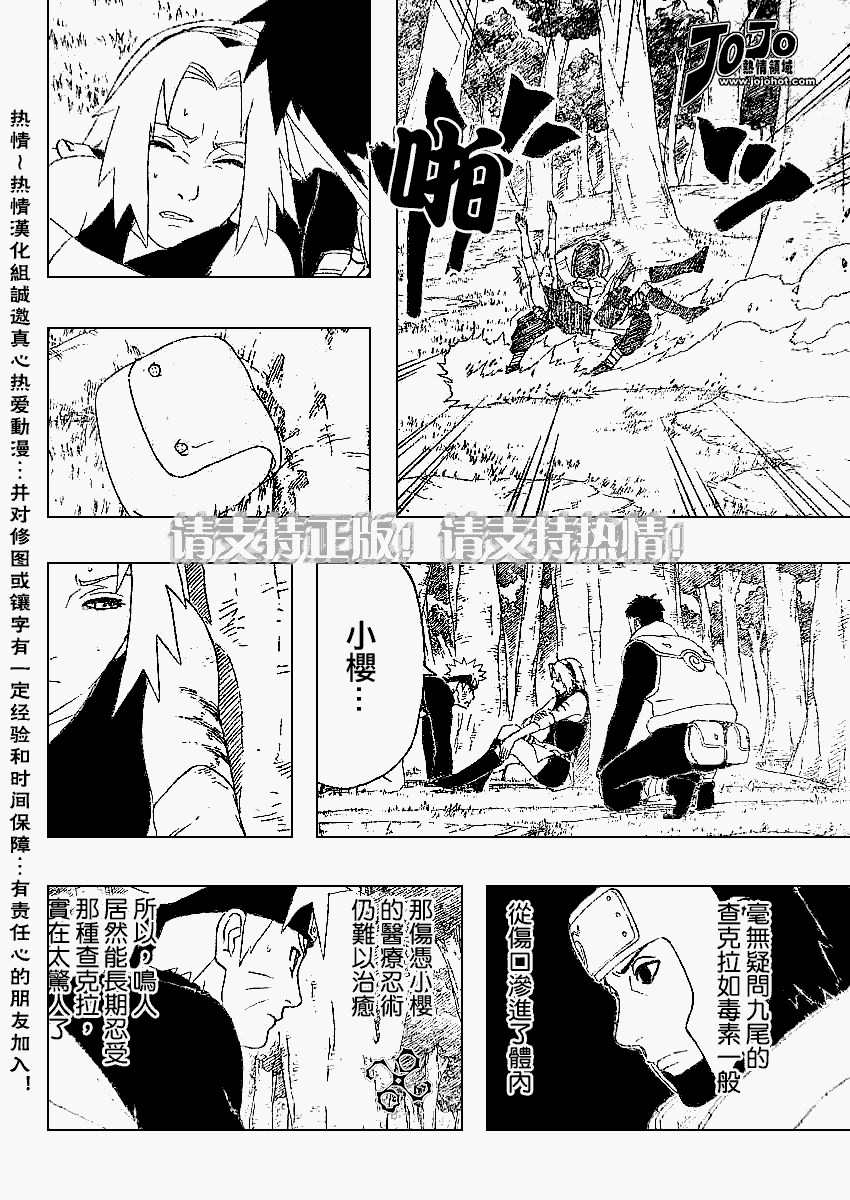 JOJO
熱情領域
www.jojohot.com
啪
请支持正版！请支持热情！
小櫻…
毫無疑問九尾的
查克拉如毒素一般
從傷口滲進了體內
那傷憑小櫻
的醫療忍術
仍難以治癒
所以，鳴人
居然能長期忍受
那種查克拉，
實在太驚人了
热情~热情漢化組誠邀真心热爱動漫…并对修图或镶字有一定经验和时间保障…有责任心的朋友加入！